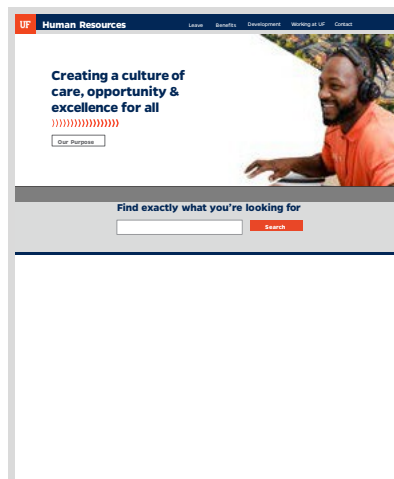 UF Human Resources
Leave Benefits Development Working at UF Contact
Creating a culture of
care, opportunity &
excellence for all
Our Purpose
Find exactly what you're looking for
Search